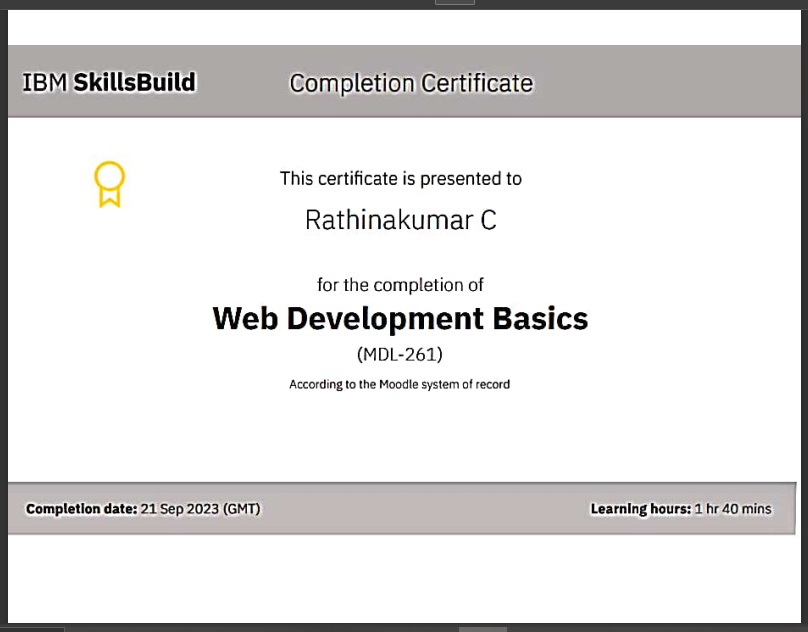 IBM SkillsBuild
Completion Certificate
This certificate is presented to
Rathinakumar C
for the completion of
Web Development Basics
(MDL-261)
According to the Moodle system of record
Completion date: 21 Sep 2023 (GMT)
Learning hours: 1 hr 40 mins